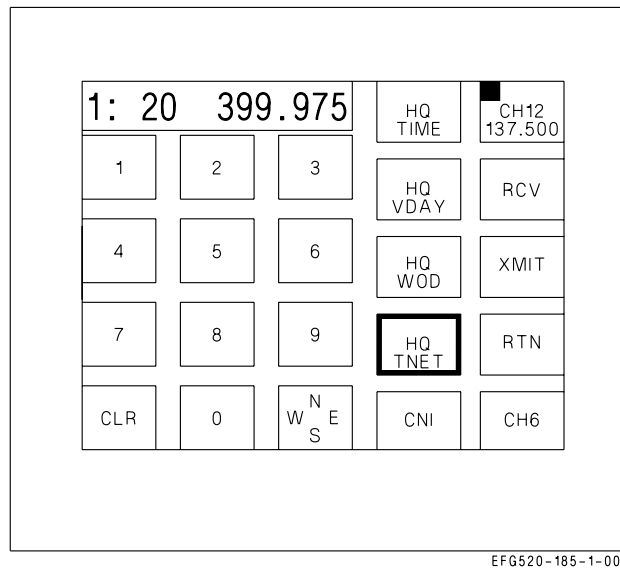 1: 20 399.975
HQ
TIME
CH12
137.500
1
2
3
HQ
VDAY
RCV
4
5
6
HQ
WOD
XMIT
7
8
9
HQ
TNET
RTN
CLR
0
N
W E
S
CNI
CH6
EFG520-185-1-00